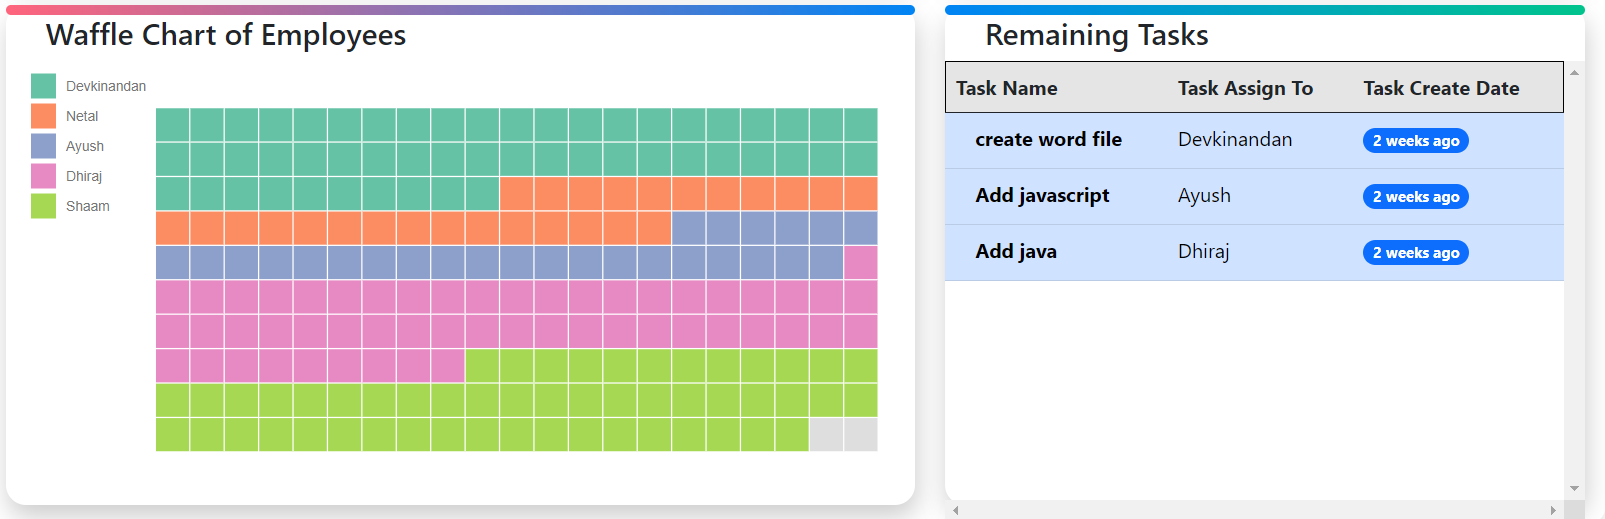 Waffle Chart of Employees
Devkinandan
Netal
Ayush
Dhiraj
Shaam
Remaining Tasks
Task Name Task Assign To Task Create Date
create word file Devkinandan 2 weeks ago
Add javascript Ayush 2 weeks ago
Add java Dhiraj 2 weeks ago